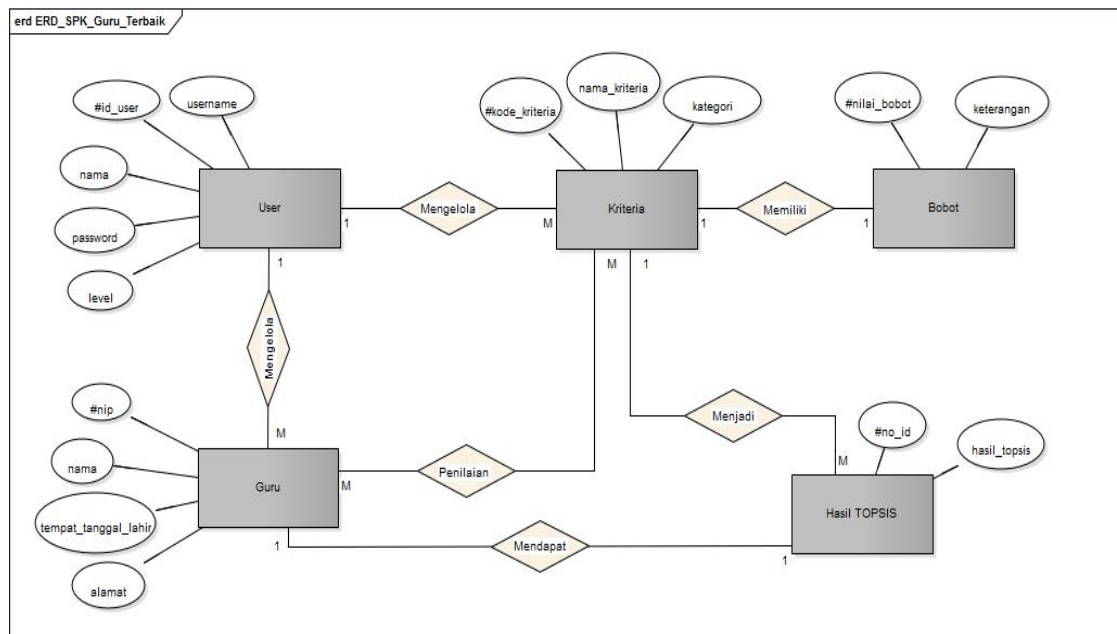 erd ERD_SPK_Guru_Terbaik
#id_user
username
nama
password
level
User
1
Mengelola
M
#kode_kriteria
nama_kriteria
kategori
Kriteria
1
Memiliki
1
#nilai_bobot
keterangan
Bobot
1
Mengelola
M
M
1
Menjadi
M
#nip
nama
tempat_tanggal_lahir
alamat
Guru
M
Penilaian
1
Mendapat
1
#no_id
hasil_topsis
Hasil TOPSIS